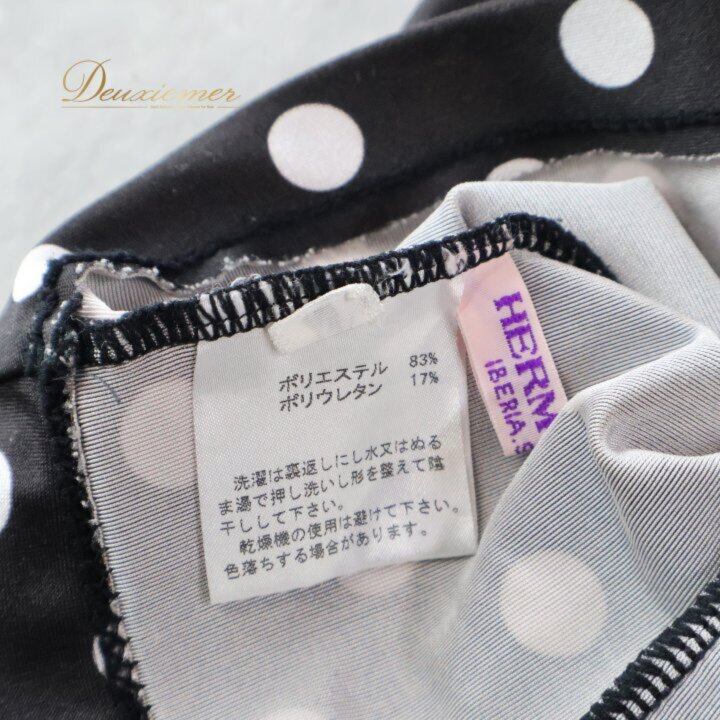 Deuxiemer
ポリエステル 83%
ポリウレタン 17%
洗濯は裏返しにし水又はぬる
ま湯で押し洗いし形を整えて陰
干しして下さい。
乾燥機の使用は避けて下さい。
色落ちする場合があります。
HERM
IBERIA.S